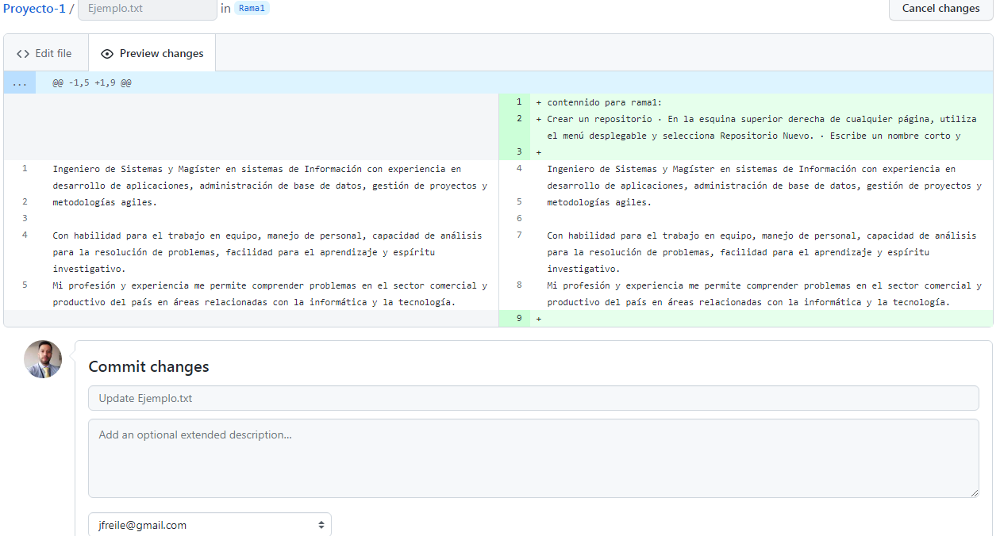 Proyecto-1 / Ejemplo.txt in Rama1 Cancel changes
Edit file Preview changes
... @@ -1,5 +1,9 @@
1 + contennido para rama1:
2 + Crear un repositorio · En la esquina superior derecha de cualquier página, utiliza
el menú desplegable y selecciona Repositorio Nuevo. · Escribe un nombre corto y
3 +
1 Ingeniero de Sistemas y Magíster en sistemas de Información con experiencia en 4 Ingeniero de Sistemas y Magíster en sistemas de Información con experiencia en
desarrollo de aplicaciones, administración de base de datos, gestión de proyectos y desarrollo de aplicaciones, administración de base de datos, gestión de proyectos y
2 metodologías agiles. 5 metodologías agiles.
3 6
4 Con habilidad para el trabajo en equipo, manejo de personal, capacidad de análisis 7 Con habilidad para el trabajo en equipo, manejo de personal, capacidad de análisis
para la resolución de problemas, facilidad para el aprendizaje y espíritu para la resolución de problemas, facilidad para el aprendizaje y espíritu
investigativo. investigativo.
5 Mi profesión y experiencia me permite comprender problemas en el sector comercial y 8 Mi profesión y experiencia me permite comprender problemas en el sector comercial y
productivo del país en áreas relacionadas con la informática y la tecnología. productivo del país en áreas relacionadas con la informática y la tecnología.
9 +
Commit changes
Update Ejemplo.txt
Add an optional extended description...
jfreile@gmail.com